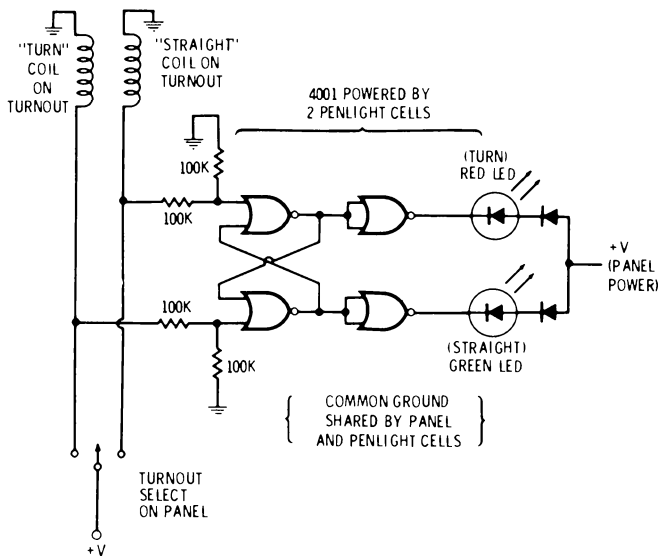 "TURN"
COIL
ON
TURNOUT
"STRAIGHT"
COIL ON
TURNOUT
4001 POWERED BY
2 PENLIGHT CELLS
100K
100K
(TURN)
RED LED
+V
(PANEL
POWER)
100K
100K
(STRAIGHT)
GREEN LED
COMMON GROUND
SHARED BY PANEL
AND PENLIGHT CELLS
TURNOUT
SELECT
ON PANEL
+V